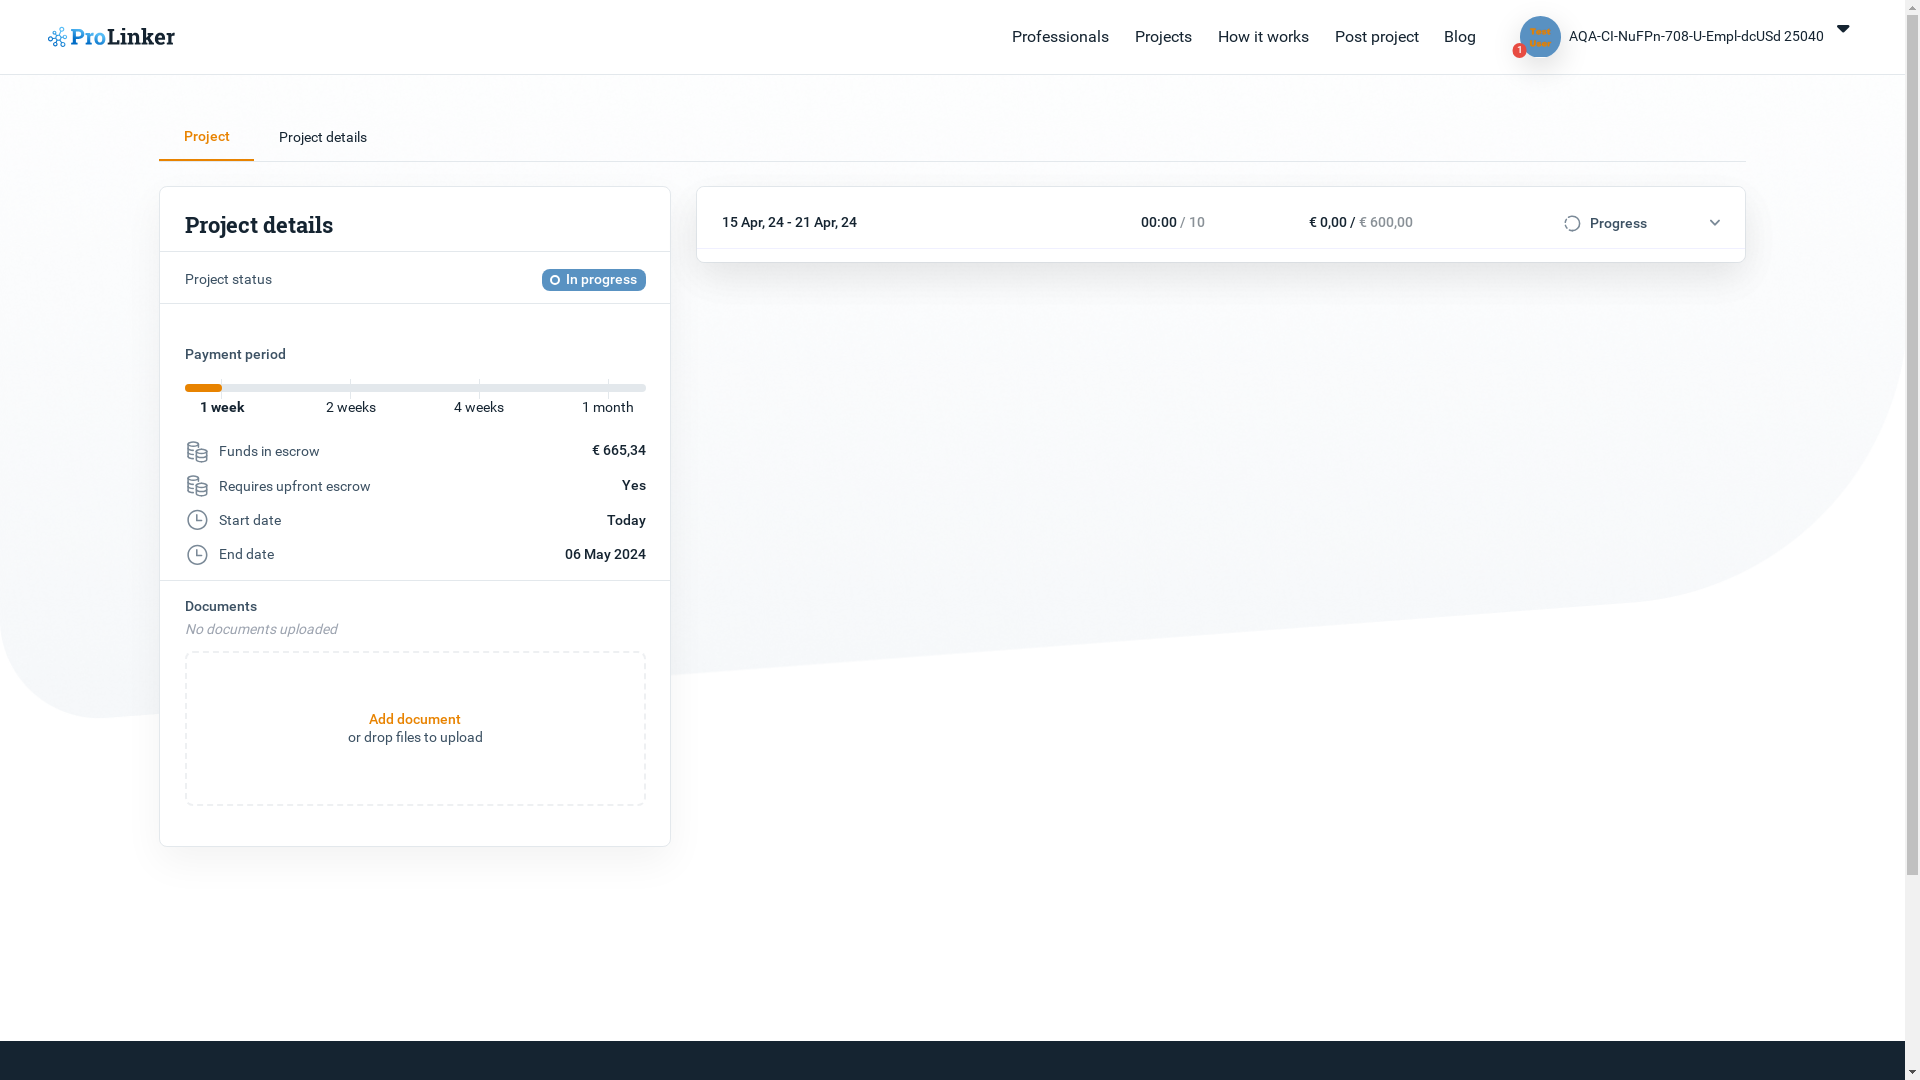 ProLinker
Professionals
Projects
How it works
Post project
Blog
Test
User
1
AQA-CI-NuFPn-708-U-Empl-dcUSd 25040
Project
Project details
Project details
Project status
In progress
Payment period
1 week
2 weeks
4 weeks
1 month
Funds in escrow
€ 665,34
Requires upfront escrow
Yes
Start date
Today
End date
06 May 2024
Documents
No documents uploaded
Add document
or drop files to upload
15 Apr, 24 - 21 Apr, 24
00:00 / 10
€ 0,00 / € 600,00
Progress